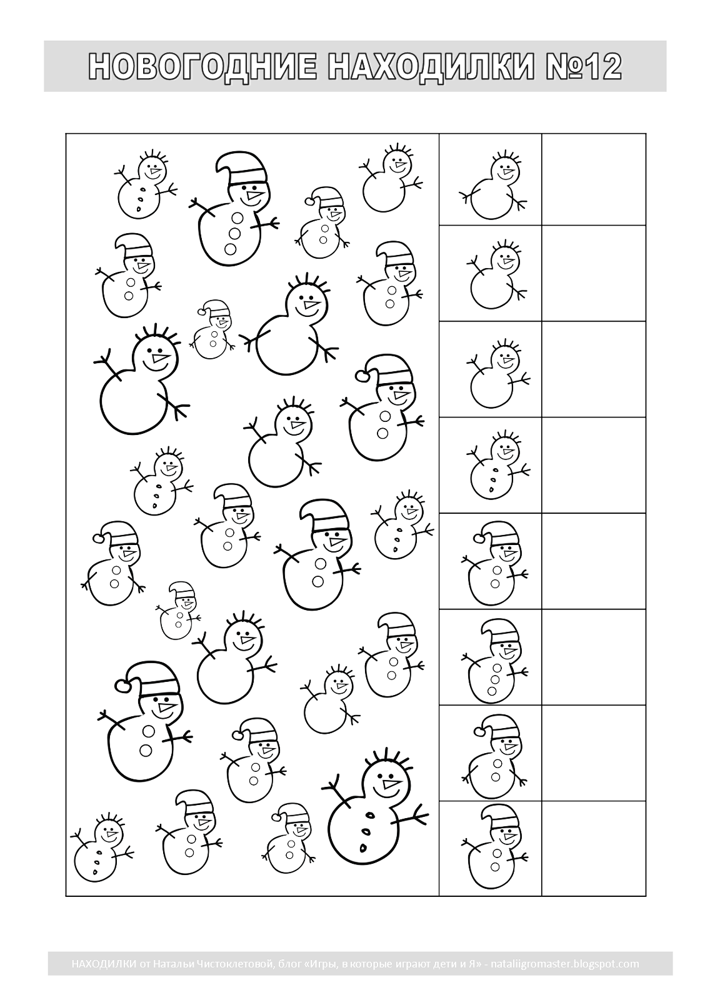 НОВОГОДНИЕ НАХОДИЛКИ №12
НАХОДИЛКИ от Натальи Чистоклетовой, блог «Игры, в которые играют дети и Я» - nataliigromaster.blogspot.com